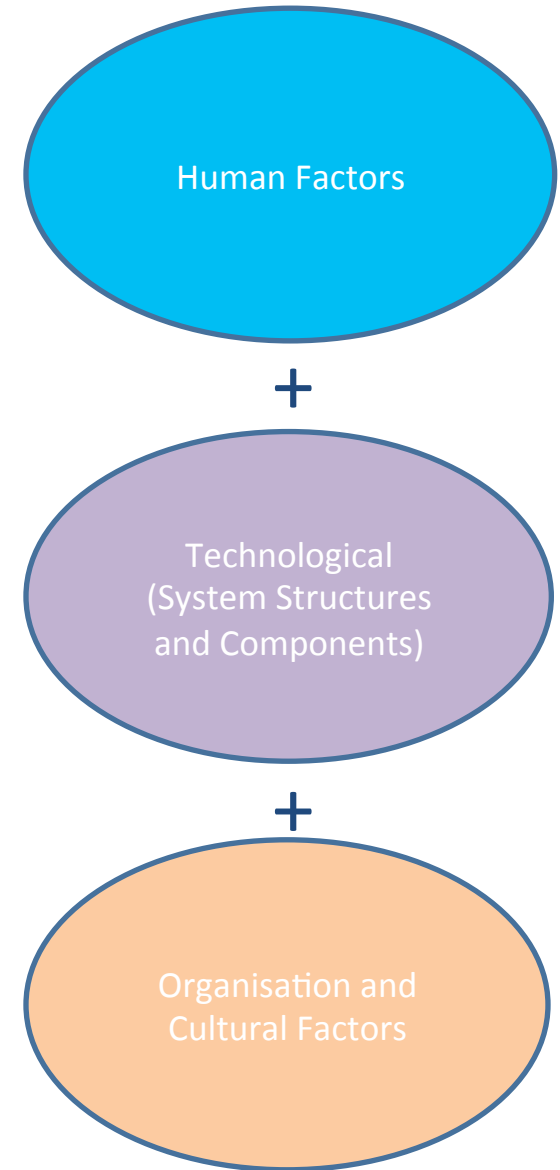 Human Factors
+
Technological
(System Structures
and Components)
+
Organisation and
Cultural Factors